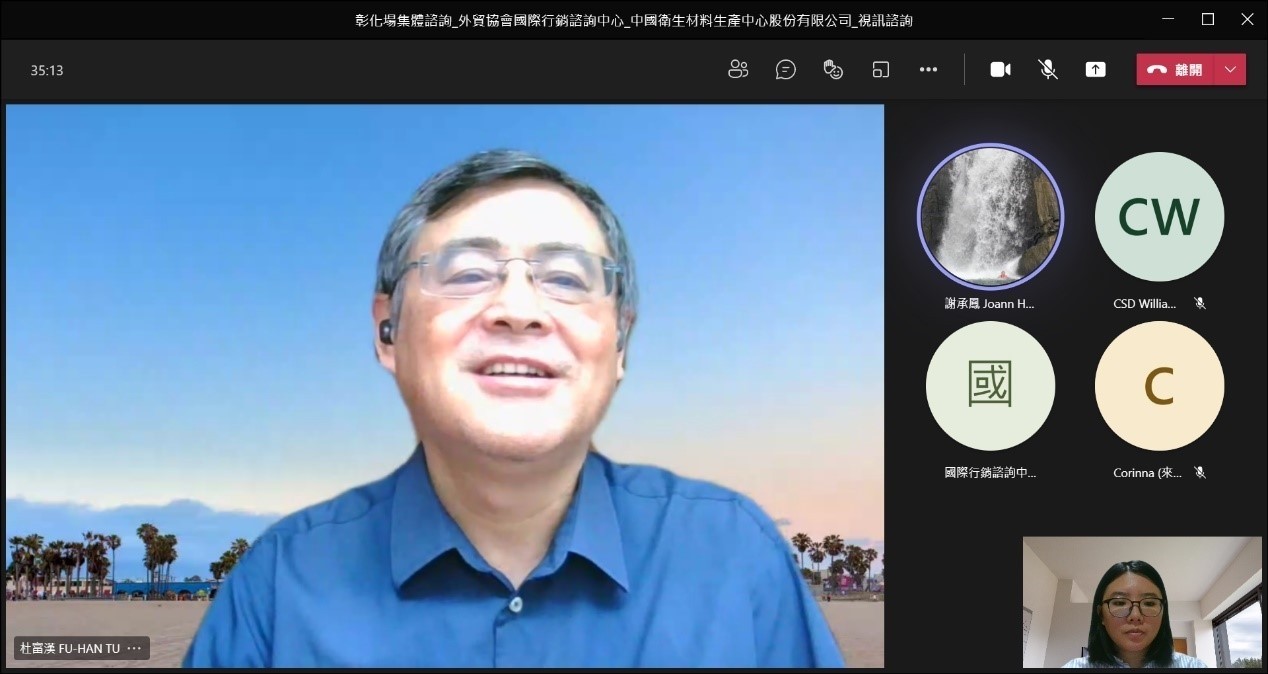 彰化場集體諮詢_外貿協會國際行銷諮詢中心_中國衛生材料生產中心股份有限公司_視訊諮詢
35:13
離開
CW
謝承鳳 Joann H...
CSD Willia...
國
C
國際行銷諮詢中...
Corinna (來...
杜富漢 FU-HAN TU ···